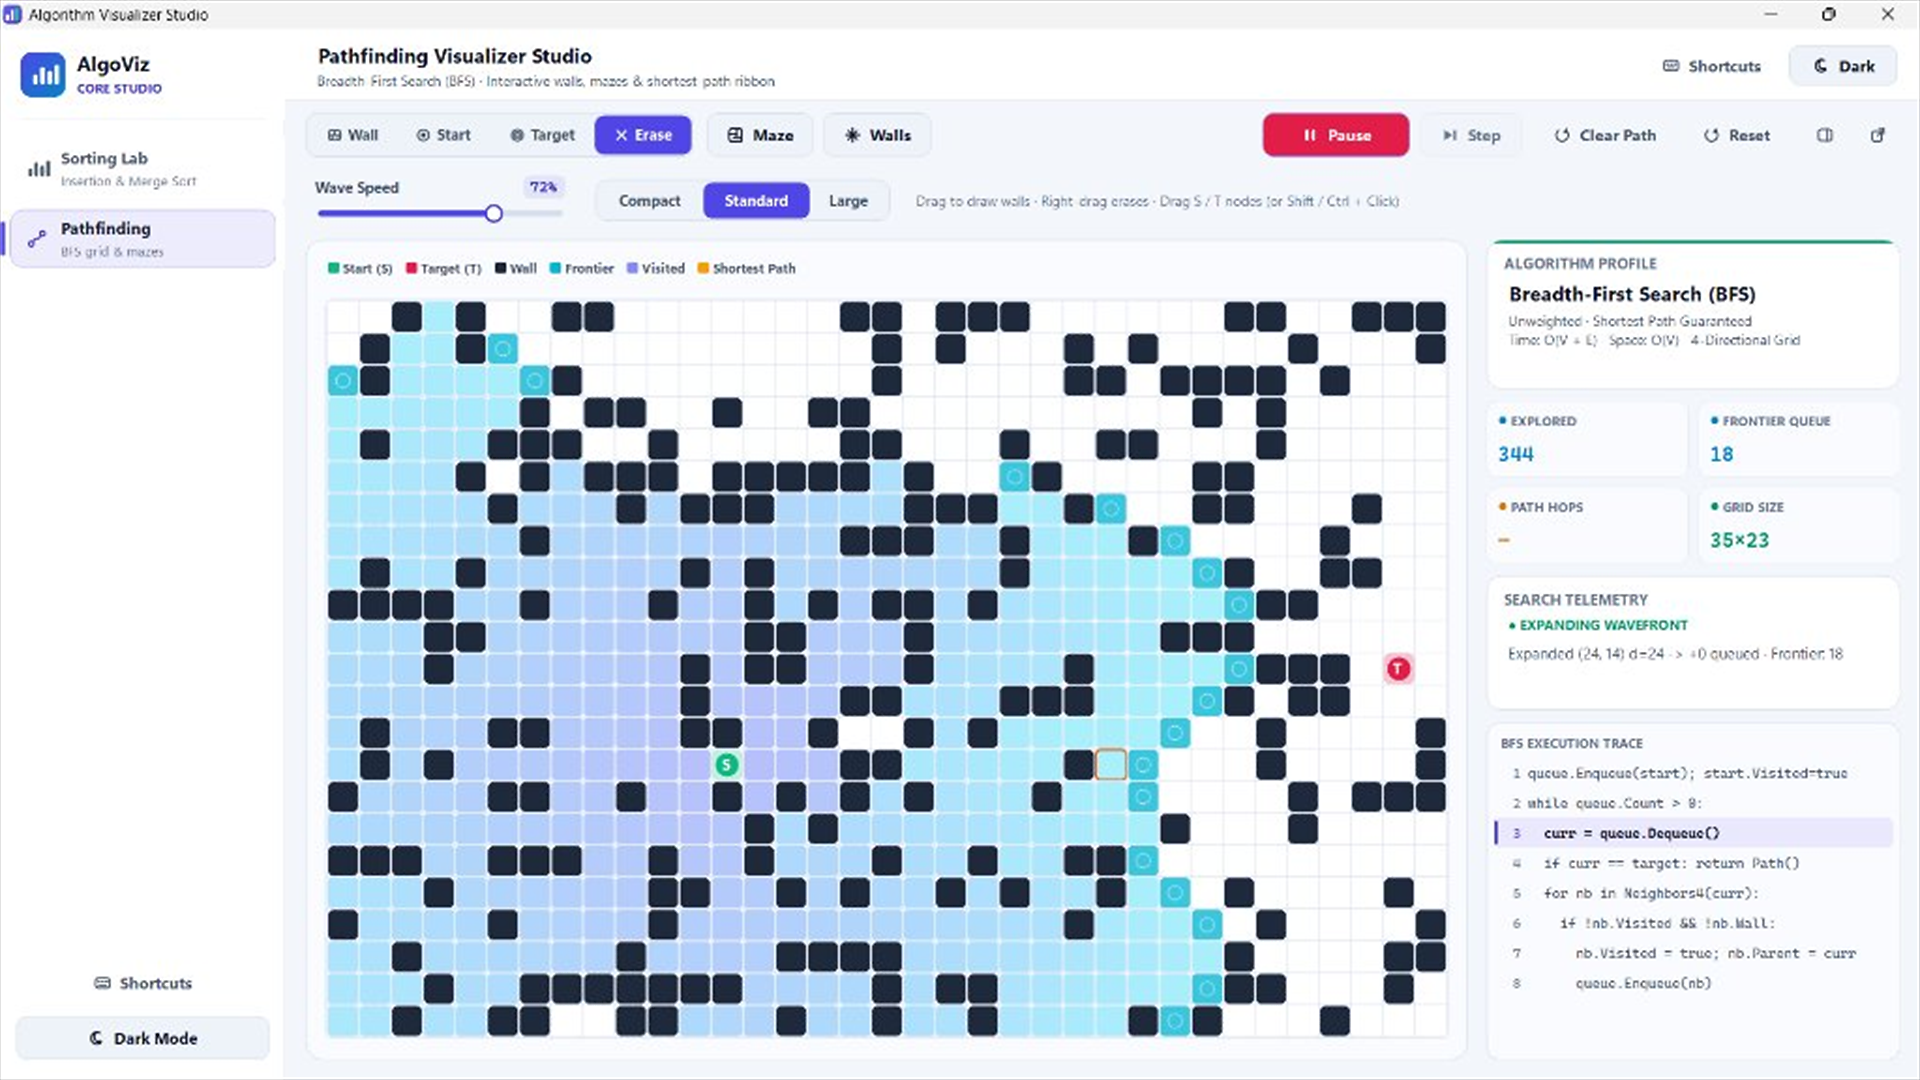 Algorithm Visualizer Studio
AlgoViz
CORE STUDIO
Sorting Lab
Insertion & Merge Sort
Pathfinding
BFS grid & mazes
Shortcuts
Dark Mode
Pathfinding Visualizer Studio
Breadth-First Search (BFS) · Interactive walls, mazes & shortest-path ribbon
Shortcuts
Dark
Wall
Start
Target
Erase
Maze
Walls
Pause
Step
Clear Path
Reset
Wave Speed
72%
Compact
Standard
Large
Drag to draw walls · Right-drag erases · Drag S / T nodes (or Shift / Ctrl + Click)
Start (S)
Target (T)
Wall
Frontier
Visited
Shortest Path
T
S
ALGORITHM PROFILE
Breadth-First Search (BFS)
Unweighted · Shortest Path Guaranteed
Time: O(V + E) Space: O(V) 4-Directional Grid
EXPLORED
344
FRONTIER QUEUE
18
PATH HOPS
–
GRID SIZE
35×23
SEARCH TELEMETRY
• EXPANDING WAVEFRONT
Expanded (24, 14) d=24 -> +0 queued · Frontier: 18
BFS EXECUTION TRACE
1 queue.Enqueue(start); start.Visited=true
2 while queue.Count > 0:
3 curr = queue.Dequeue()
4 if curr == target: return Path()
5 for nb in Neighbors4(curr):
6 if !nb.Visited && !nb.Wall:
7 nb.Visited = true; nb.Parent = curr
8 queue.Enqueue(nb)